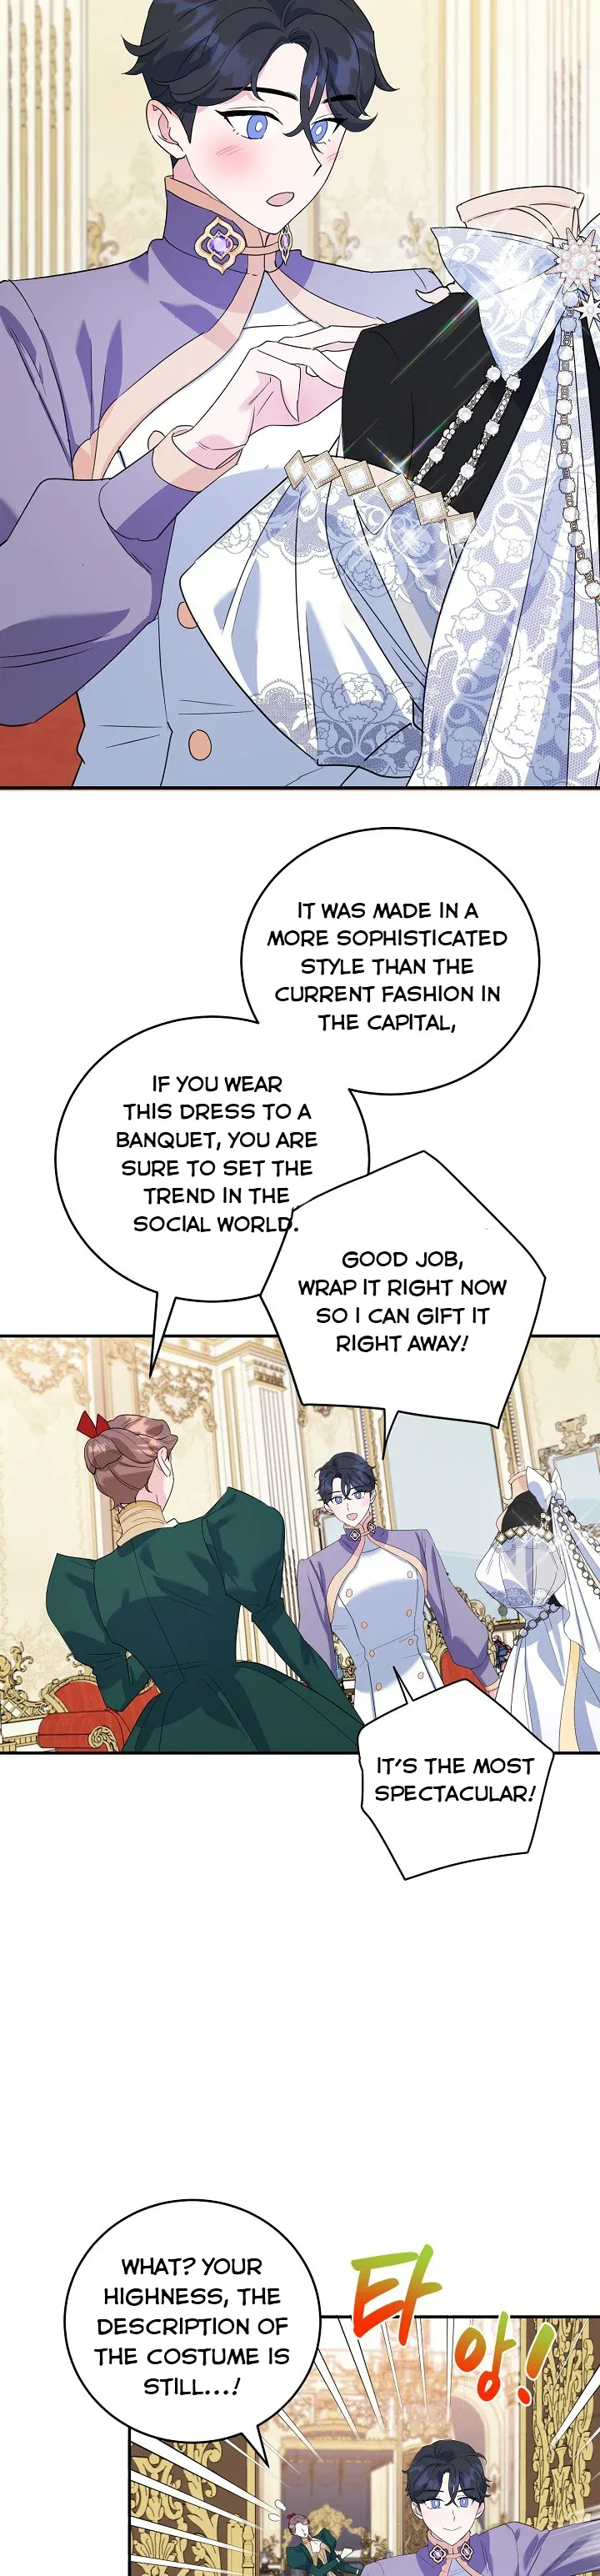 IT WAS MADE IN A
MORE SOPHISTICATED
STYLE THAN THE
CURRENT FASHION IN
THE CAPITAL,
IF YOU WEAR
THIS DRESS TO A
BANQUET, YOU ARE
SURE TO SET THE
TREND IN THE
SOCIAL WORLD.
GOOD JOB,
WRAP IT RIGHT NOW
SO I CAN GIFT IT
RIGHT AWAY!
IT'S THE MOST
SPECTACULAR!
WHAT? YOUR
HIGHNESS, THE
DESCRIPTION OF
THE COSTUME IS
STILL...!
타
앙!